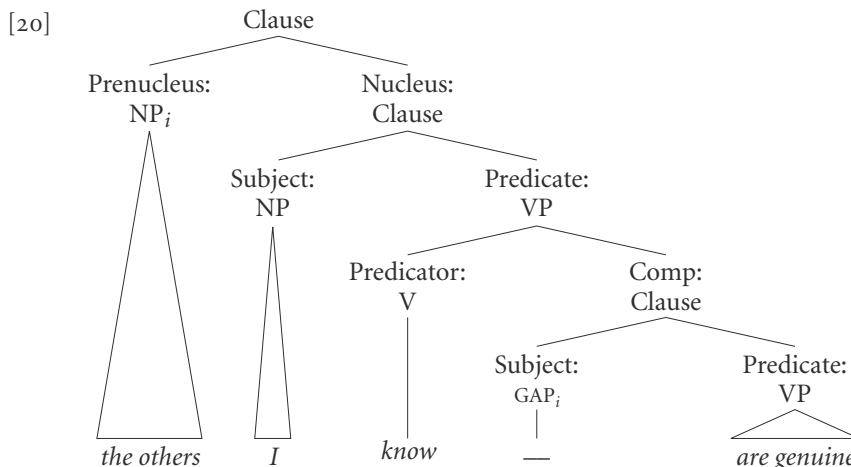 [20]
Clause
Prenucleus: Nucleus:
NPi Clause
Subject: Predicate:
NP VP
Predicator: Comp:
V Clause
Subject: Predicate:
GAPi VP
the others I know — are genuine